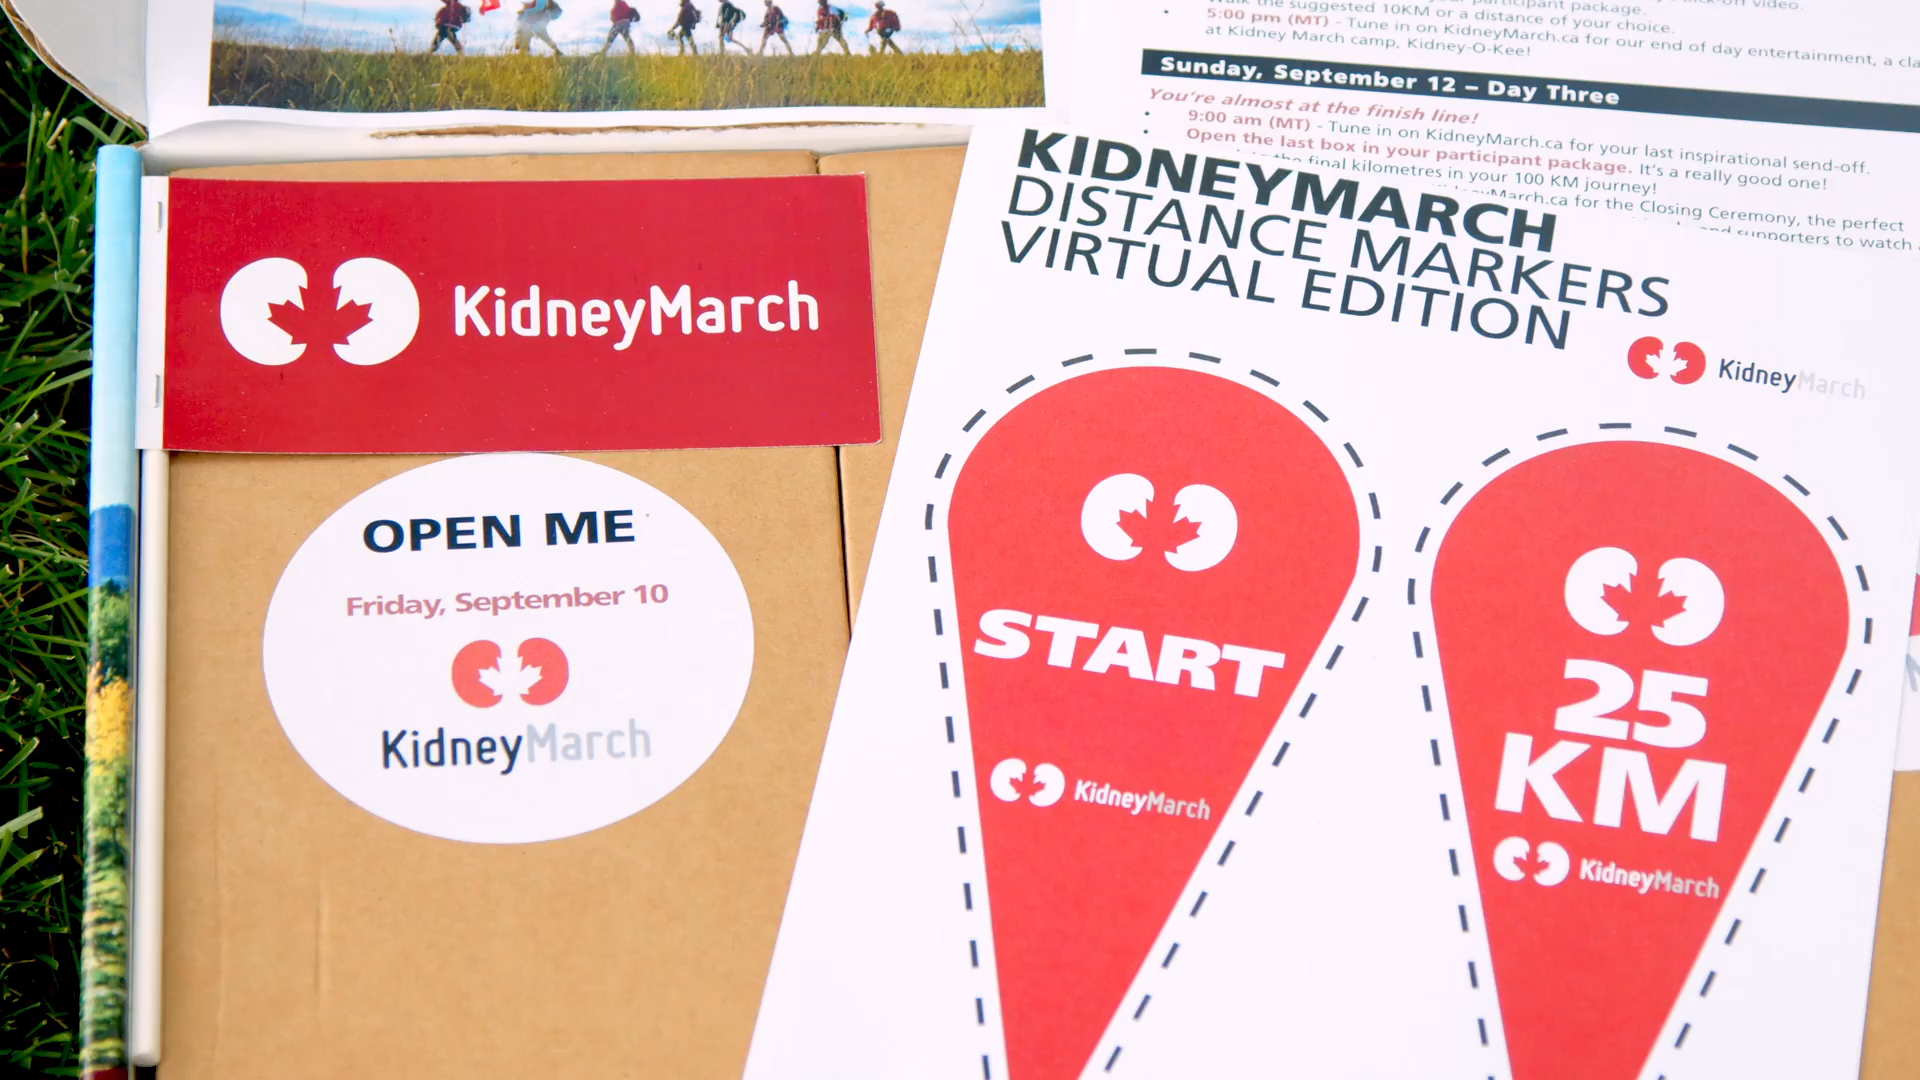 participant package.
the suggested 10KM or a distance of your choice.
5:00 pm (MT) - Tune in on KidneyMarch.ca for our end of day entertainment, a
at Kidney March camp, Kidney-O-Kee!
Sunday, September 12 – Day Three
You're almost at the finish line!
9:00 am (MT) - Tune in on KidneyMarch.ca for your last inspirational send-off.
Open the last box in your participant package. It's a really good one!
the final kilometres in your 100 KM journey!
for the Closing Ceremony, the perfect
and supporters to watch
KidneyMarch
OPEN ME
Friday, September 10
KidneyMarch
KIDNEYMARCH
DISTANCE MARKERS
VIRTUAL EDITION
KidneyMarch
START
KidneyMarch
25
KM
KidneyMarch